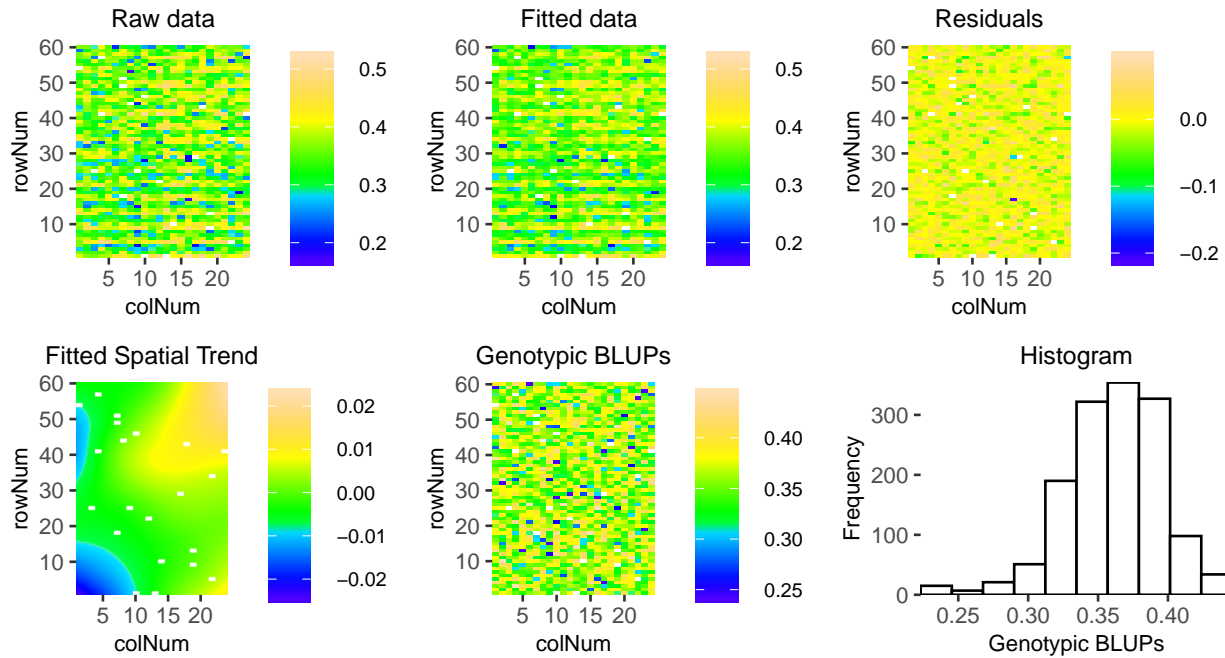 Raw data
60
50
40
30
20
10
5 10 15 20
rowNum
colNum
0.5
0.4
0.3
0.2
Fitted data
60
50
40
30
20
10
5 10 15 20
rowNum
colNum
0.5
0.4
0.3
0.2
Residuals
60
50
40
30
20
10
5 10 15 20
rowNum
colNum
0.0
−0.1
−0.2
Fitted Spatial Trend
60
50
40
30
20
10
5 10 15 20
rowNum
colNum
0.02
0.01
0.00
−0.01
−0.02
Genotypic BLUPs
60
50
40
30
20
10
5 10 15 20
rowNum
colNum
0.40
0.35
0.30
0.25
Histogram
300
200
100
0
0.25 0.30 0.35 0.40
Frequency
Genotypic BLUPs